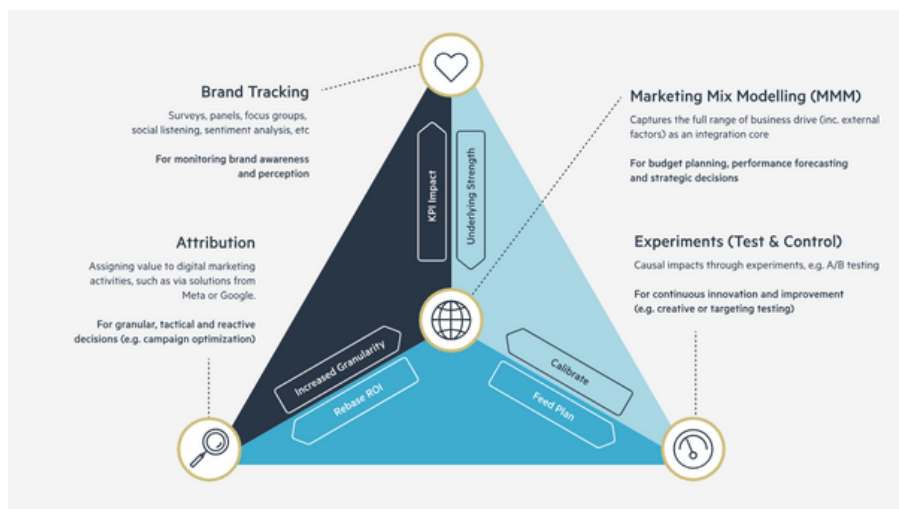 Brand Tracking
Surveys, panels, focus groups,
social listening, sentiment analysis, etc
For monitoring brand awareness
and perception
Marketing Mix Modelling (MMM)
Captures the full range of business drive (inc. external
factors) as an integration core
For budget planning, performance forecasting
and strategic decisions
KPI Impact
Underlying Strength
Attribution
Assigning value to digital marketing
activities, such as via solutions from
Meta or Google.
For granular, tactical and reactive
decisions (e.g. campaign optimization)
Experiments (Test & Control)
Causal impacts through experiments, e.g. A/B testing
For continuous innovation and improvement
(e.g. creative or targeting testing)
Increased Granularity
Rebase ROI
Calibrate
Feed Plan